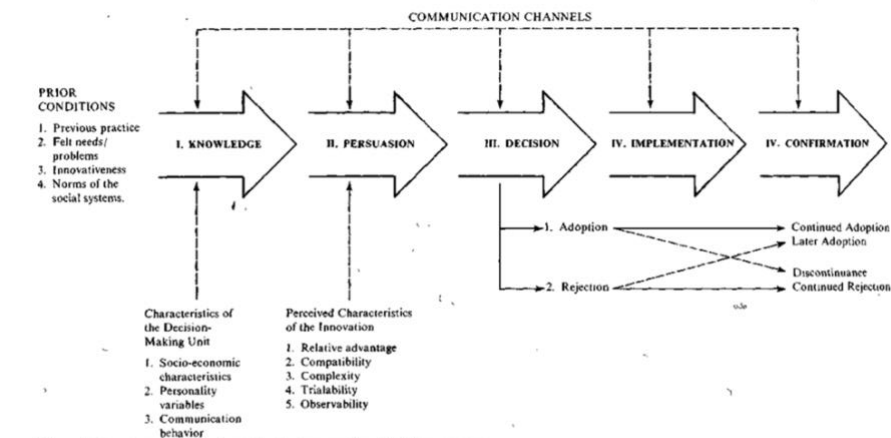 COMMUNICATION CHANNELS
PRIOR
CONDITIONS
1. Previous practice
2. Felt needs/
problems
3. Innovativeness
4. Norms of the
social systems.
I. KNOWLEDGE
II. PERSUASION
III. DECISION
IV. IMPLEMENTATION
IV. CONFIRMATION
1. Adoption
2. Rejection
Continued Adoption
Later Adoption
Discontinuance
Continued Rejection
Characteristics of
the Decision-
Making Unit
1. Socio-economic
characteristics
2. Personality
variables
3. Communication
behavior
Perceived Characteristics
of the Innovation
1. Relative advantage
2. Compatibility
3. Complexity
4. Trialability
5. Observability